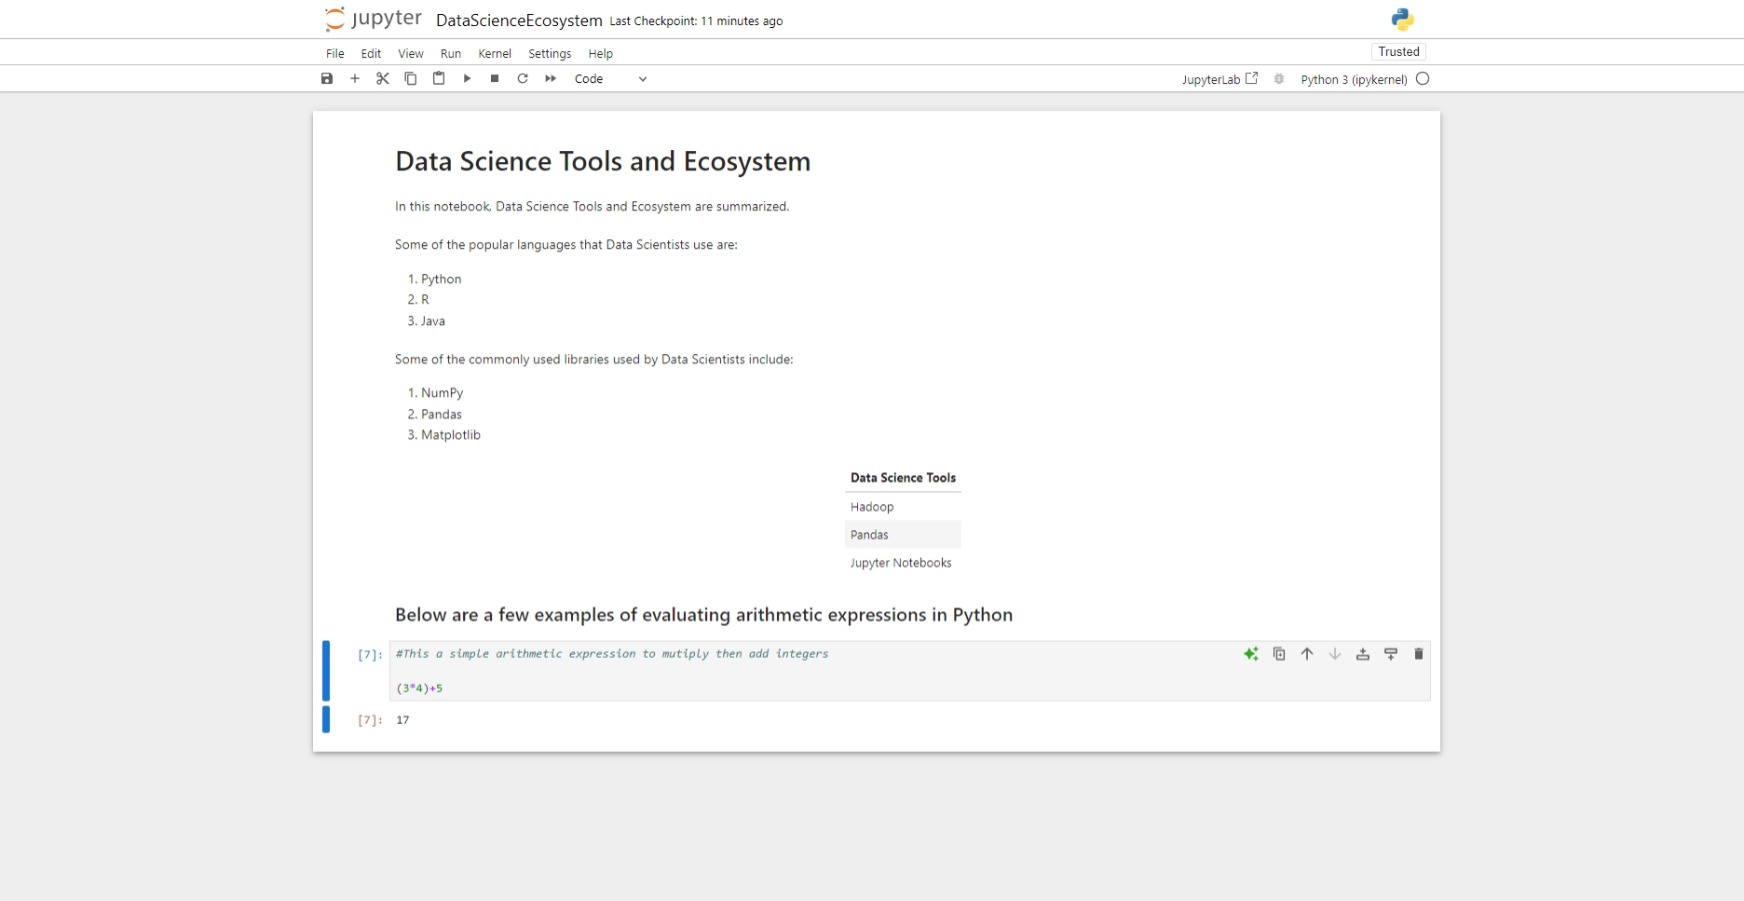 jupyter DataScienceEcosystem Last Checkpoint: 11 minutes ago
File Edit View Run Kernel Settings Help Trusted
Code JupyterLab Python 3 (ipykernel)
Data Science Tools and Ecosystem
In this notebook, Data Science Tools and Ecosystem are summarized.
Some of the popular languages that Data Scientists use are:
1. Python
2. R
3. Java
Some of the commonly used libraries used by Data Scientists include:
1. NumPy
2. Pandas
3. Matplotlib
Data Science Tools
Hadoop
Pandas
Jupyter Notebooks
Below are a few examples of evaluating arithmetic expressions in Python
[7]: #This a simple arithmetic expression to mutiply then add integers
(3*4)+5
[7]: 17